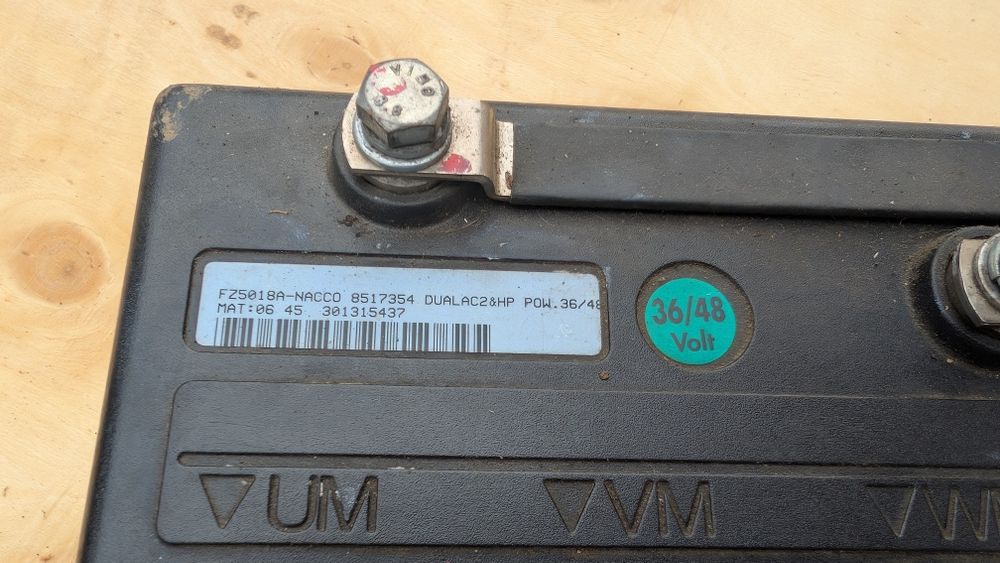 FZ5018A-NACCO 8517354 DUALAC2&HP POW.36/48
MAT:06 45 301315437
36/48
Volt
UM
VM